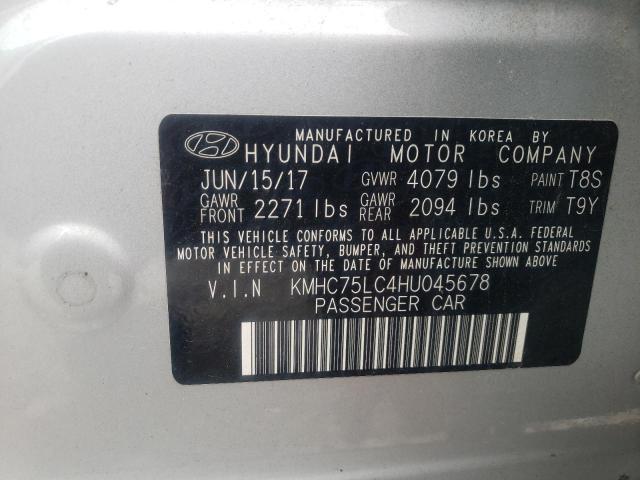 MANUFACTURED IN KOREA BY
HYUNDAI MOTOR COMPANY
JUN/15/17 GVWR 4079 lbs PAINT T8S
GAWR FRONT 2271 lbs GAWR REAR 2094 lbs TRIM T9Y
THIS VEHICLE CONFORMS TO ALL APPLICABLE U.S.A. FEDERAL
MOTOR VEHICLE SAFETY, BUMPER, AND THEFT PREVENTION STANDARDS
IN EFFECT ON THE DATE OF MANUFACTURE SHOWN ABOVE
V.I.N KMHC75LC4HU045678
PASSENGER CAR